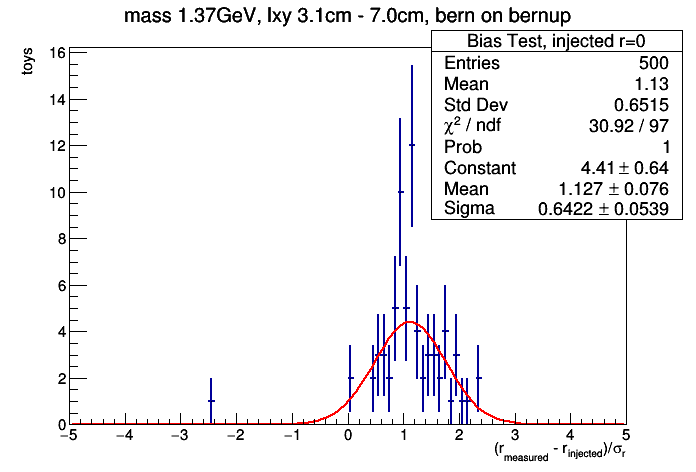 mass 1.37GeV, lxy 3.1cm - 7.0cm, bern on bernup
Bias Test, injected r=0
Entries 500
Mean 1.13
Std Dev 0.6515
χ² / ndf 30.92 / 97
Prob 1
Constant 4.41 ± 0.64
Mean 1.127 ± 0.076
Sigma 0.6422 ± 0.0539
toys
16
14
12
10
8
6
4
2
0
−5 −4 −3 −2 −1 0 1 2 3 4 5
(r_measured - r_injected)/σ_r